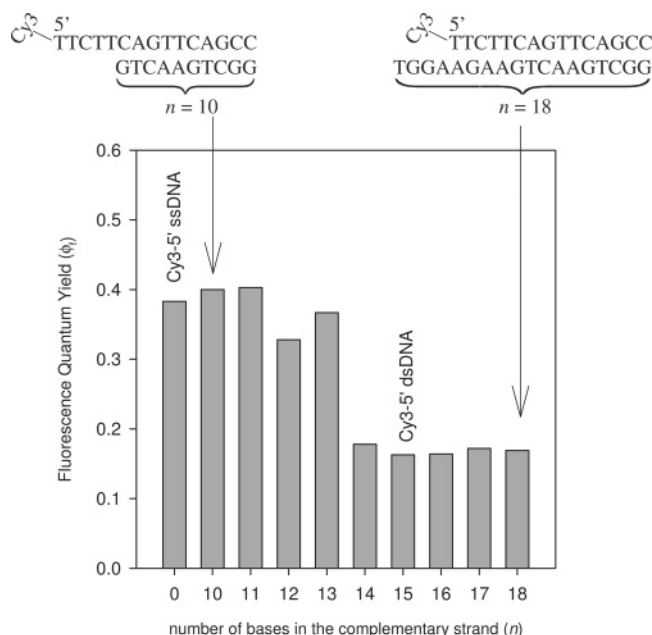 Cy3 5'
TTCTTCAGTTCAGCC
GTCAAGTCGG
n = 10
Cy3 5'
TTCTTCAGTTCAGCC
TGGAAGAAGTCAAGTCGG
n = 18
Fluorescence Quantum Yield (ϕf)
0.6
0.5
0.4
0.3
0.2
0.1
0.0
Cy3-5' ssDNA
Cy3-5' dsDNA
0 10 11 12 13 14 15 16 17 18
number of bases in the complementary strand (n)